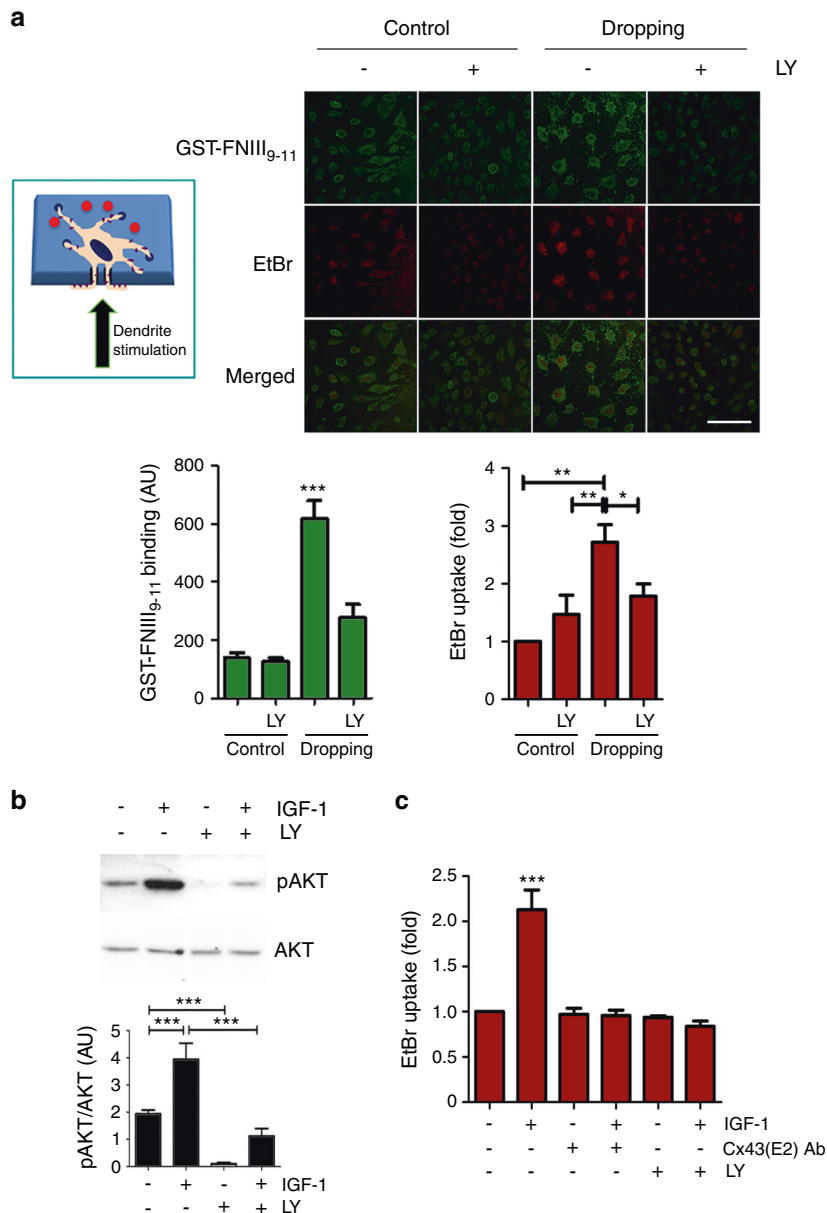 a
Control Dropping
- + - + LY
GST-FNIII9-11
EtBr
Merged
Dendrite
stimulation
GST-FNIII9-11 binding (AU)
800
600
400
200
0
***
LY LY
Control Dropping
EtBr uptake (fold)
4
3
2
1
0
** ** *
LY LY
Control Dropping
b
- + - + IGF-1
- - + + LY
pAKT
AKT
pAKT/AKT (AU)
5
4
3
2
1
0
***
*** ***
- + - + IGF-1
- - + + LY
c
EtBr uptake (fold)
2.5
2.0
1.5
1.0
0.5
0
***
- + - + - + IGF-1
- - + + Cx43(E2) Ab
- - + + LY